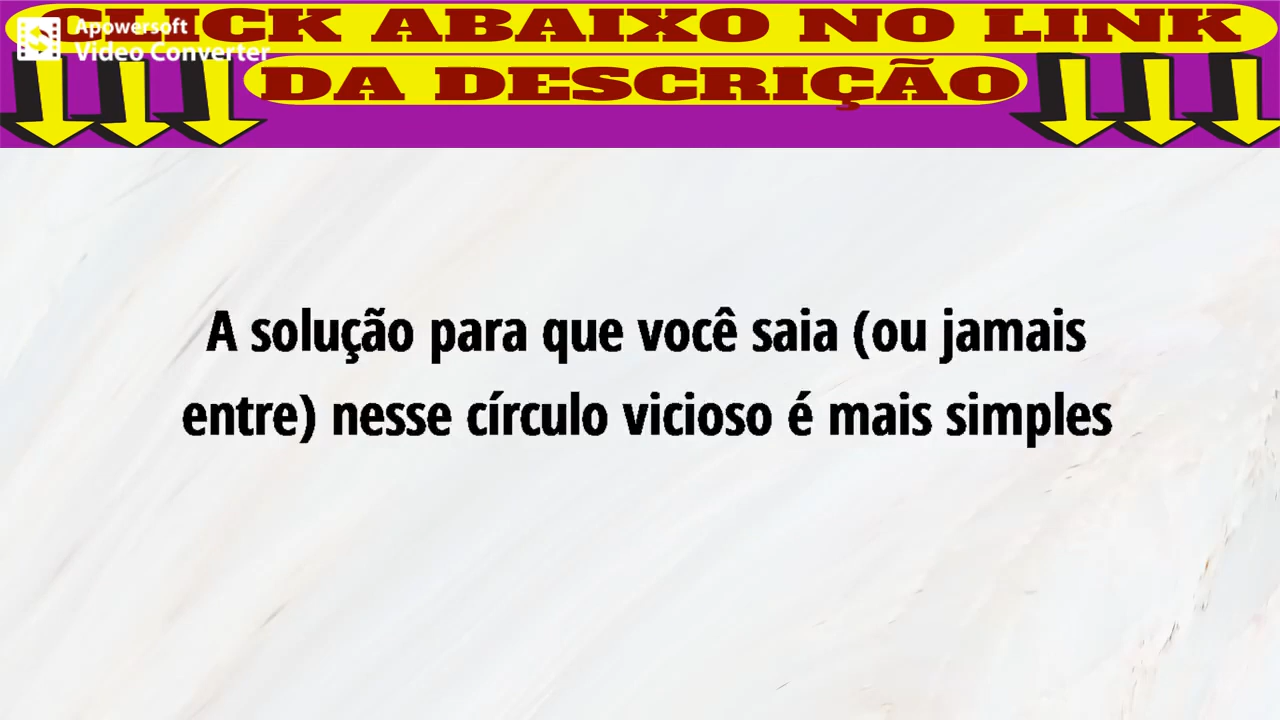 CLICK ABAIXO NO LINK
Apowersoft
Video Converter
DA DESCRIÇÃO
A solução para que você saia (ou jamais
entre) nesse círculo vicioso é mais simples